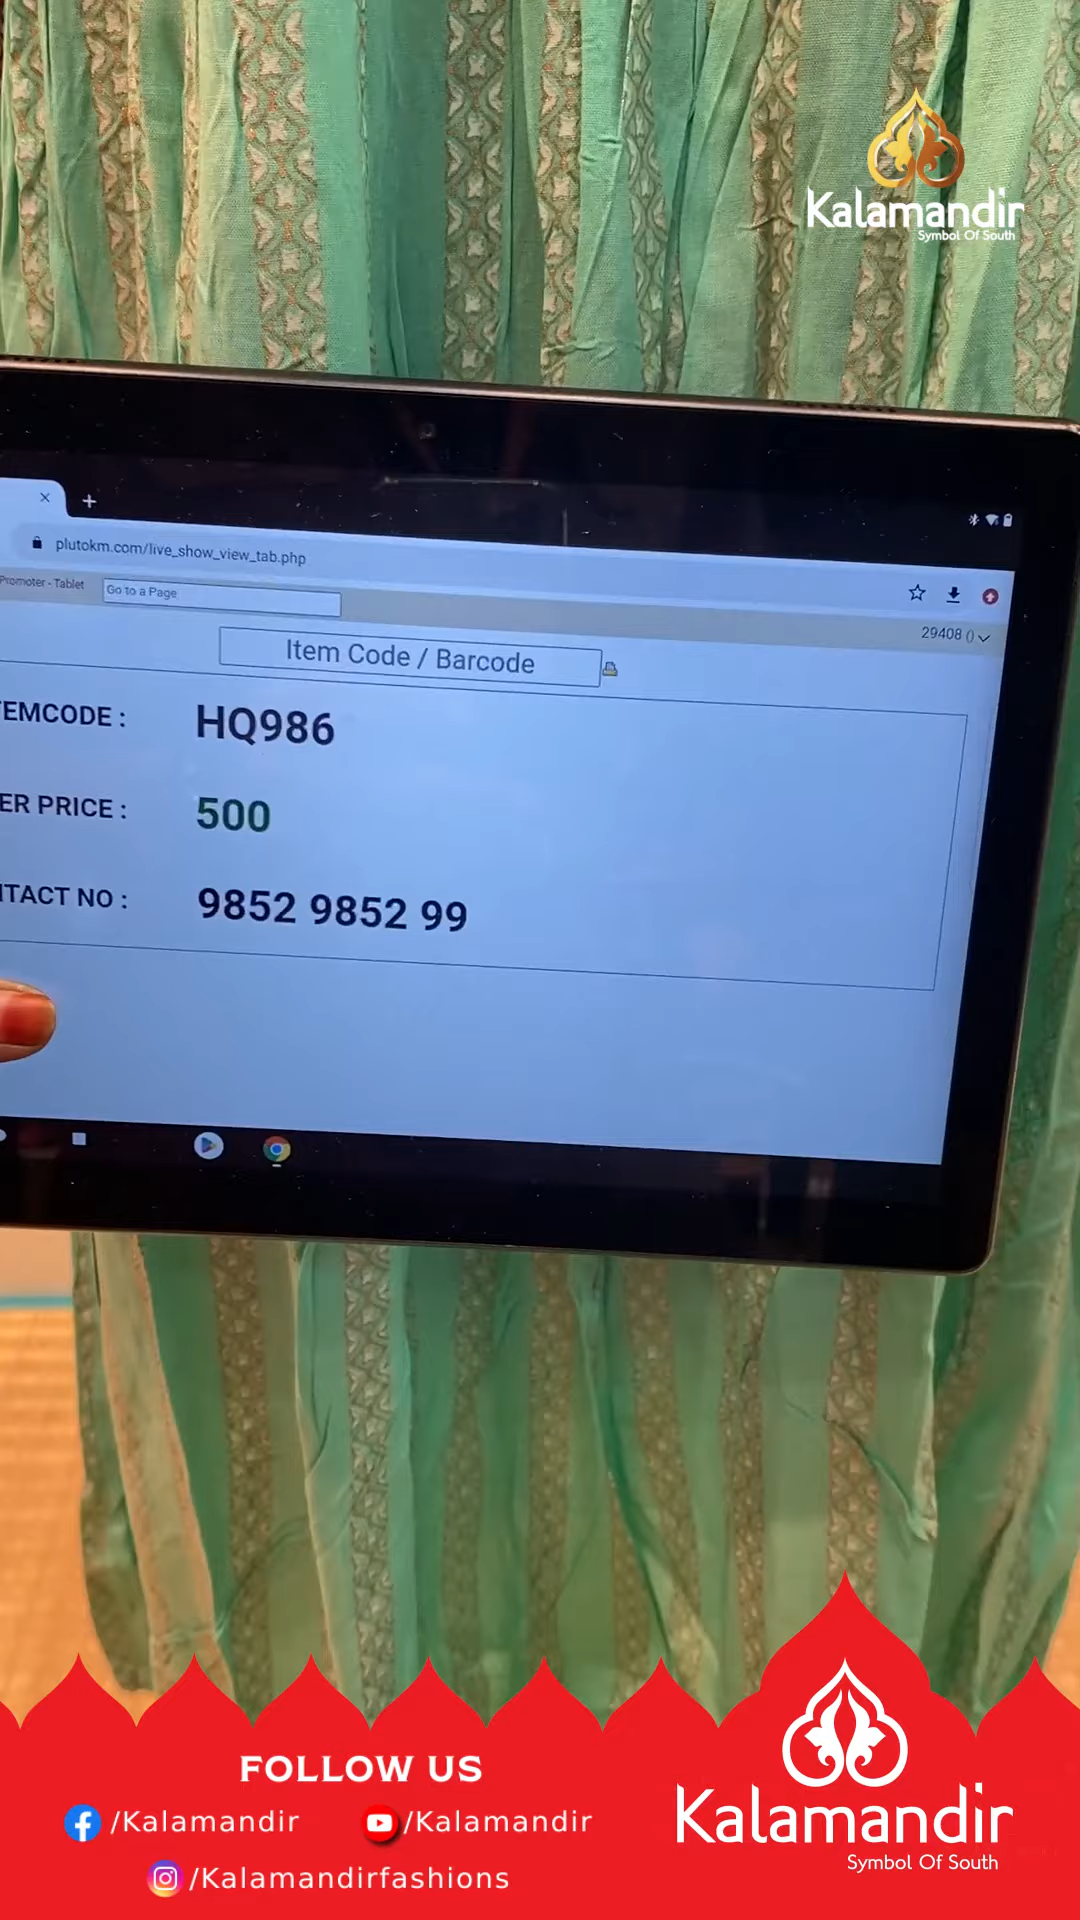 Kalamandir
Symbol Of South
plutokm.com/live_show_view_tab.php
Promoter - Tablet
Go to a Page
29408 ()
Item Code / Barcode
EMCODE :
HQ986
ER PRICE :
500
TACT NO :
9852 9852 99
FOLLOW US
/Kalamandir
/Kalamandir
/Kalamandirfashions
Kalamandir
Symbol Of South